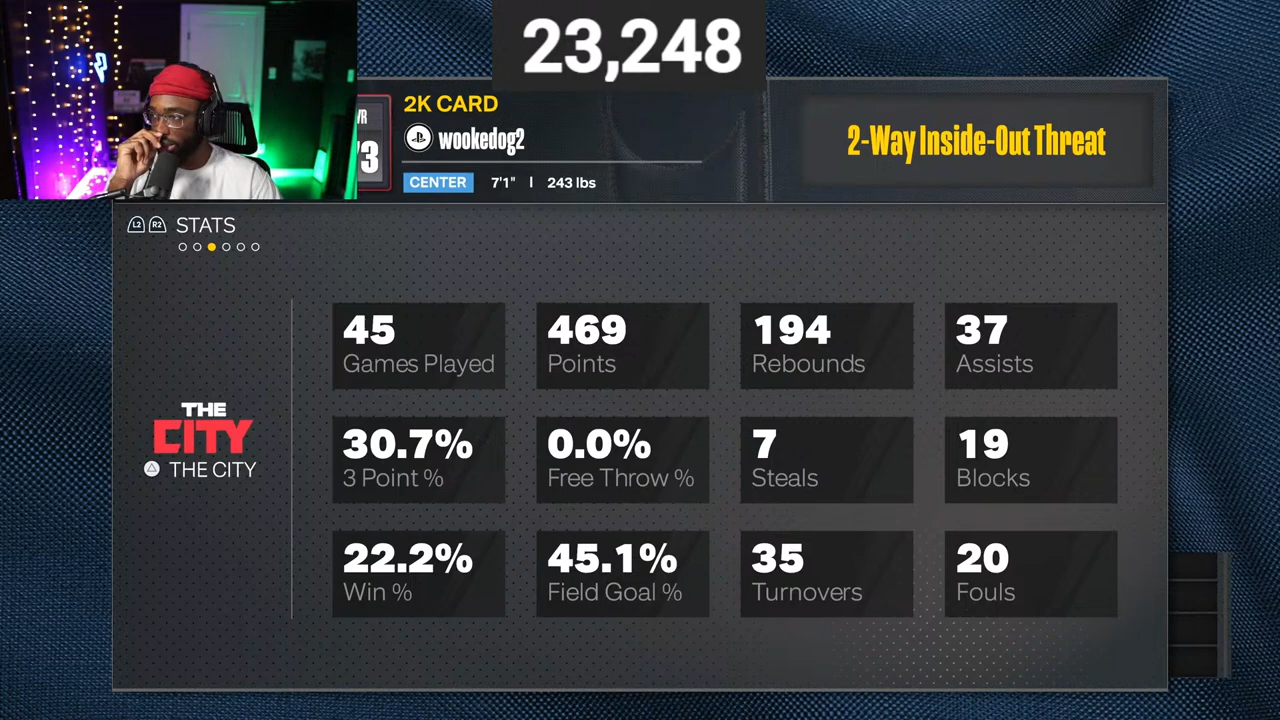 23,248
2K CARD
wookedog2
CENTER 7'1" | 243 lbs
2-Way Inside-Out Threat
L2 R2 STATS
THE
CITY
THE CITY
45
Games Played
469
Points
194
Rebounds
37
Assists
30.7%
3 Point %
0.0%
Free Throw %
7
Steals
19
Blocks
22.2%
Win %
45.1%
Field Goal %
35
Turnovers
20
Fouls